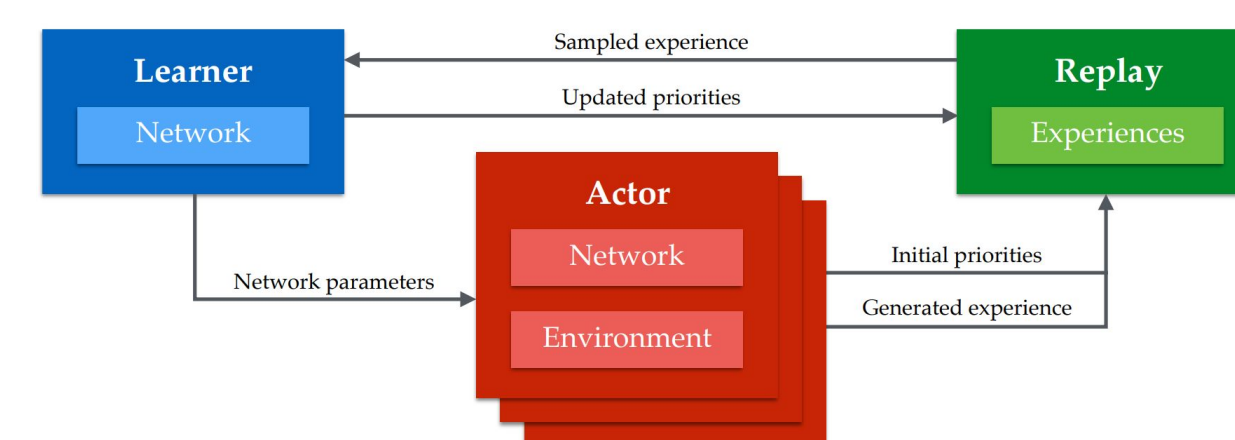 Sampled experience
Learner
Replay
Updated priorities
Network
Experiences
Actor
Network
Initial priorities
Network parameters
Generated experience
Environment